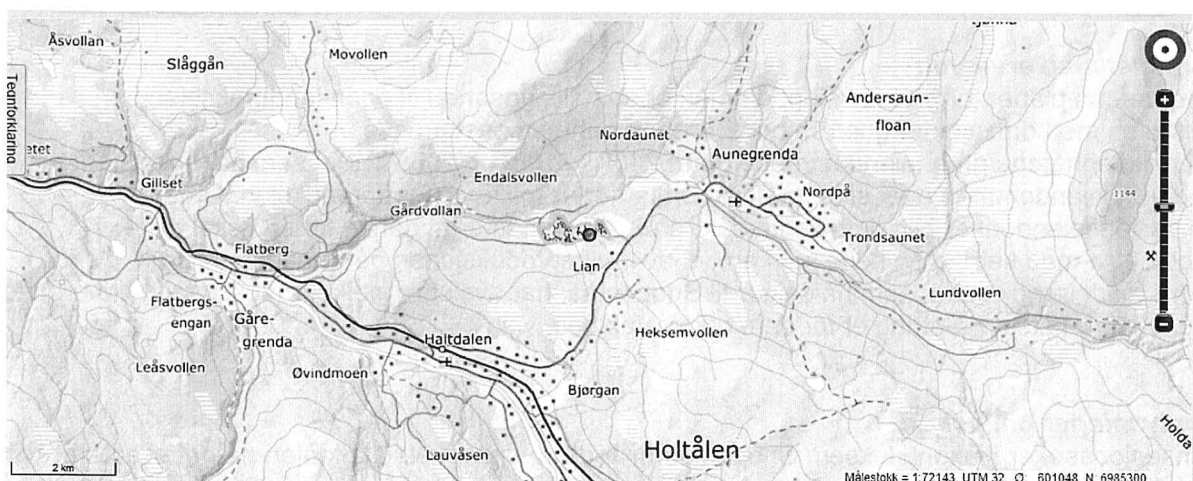 Åsvollan
Slåggån
Movollen
Andersaun-
floan
Nordaunet
Aunegrenda
Tegnforklaring
etet
Gillset
Endalsvollen
Nordpå
1144
Gårdvollan
Trondsaunet
Flatberg
Lian
Lundvollen
Flatbergs-
engan
Gåre-
grenda
Haltdalen
Heksemvollen
Leåsvollen
Øvindmoen
Bjørgan
Holda
Lauvåsen
Holtålen
2 km
Målestokk = 1:72143, UTM 32, Ø: 601048, N: 6985300